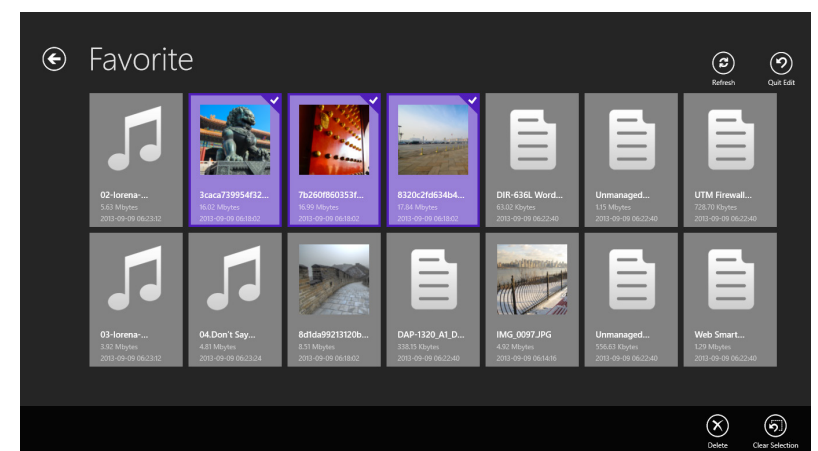 Favorite
Refresh
Quit Edit
02-lorena-...
5.63 Mbytes
2013-09-09 06:23:12
3caca739954f32...
16.02 Mbytes
2013-09-09 06:18:02
7b260f860353f...
16.99 Mbytes
2013-09-09 06:18:02
8320c2fd634b4...
17.84 Mbytes
2013-09-09 06:18:02
DIR-636L Word...
63.02 Kbytes
2013-09-09 06:22:40
Unmanaged...
1.15 Mbytes
2013-09-09 06:22:40
UTM Firewall...
728.70 Kbytes
2013-09-09 06:22:40
03-lorena-...
3.92 Mbytes
2013-09-09 06:23:12
04.Don't Say...
4.81 Mbytes
2013-09-09 06:23:24
8d1da99213120b...
8.51 Mbytes
2013-09-09 06:18:02
DAP-1320_A1_D...
338.15 Kbytes
2013-09-09 06:22:40
IMG_0097.JPG
4.92 Mbytes
2013-09-09 06:14:16
Unmanaged...
556.63 Kbytes
2013-09-09 06:22:40
Web Smart...
1.29 Mbytes
2013-09-09 06:22:40
Delete
Clear Selection